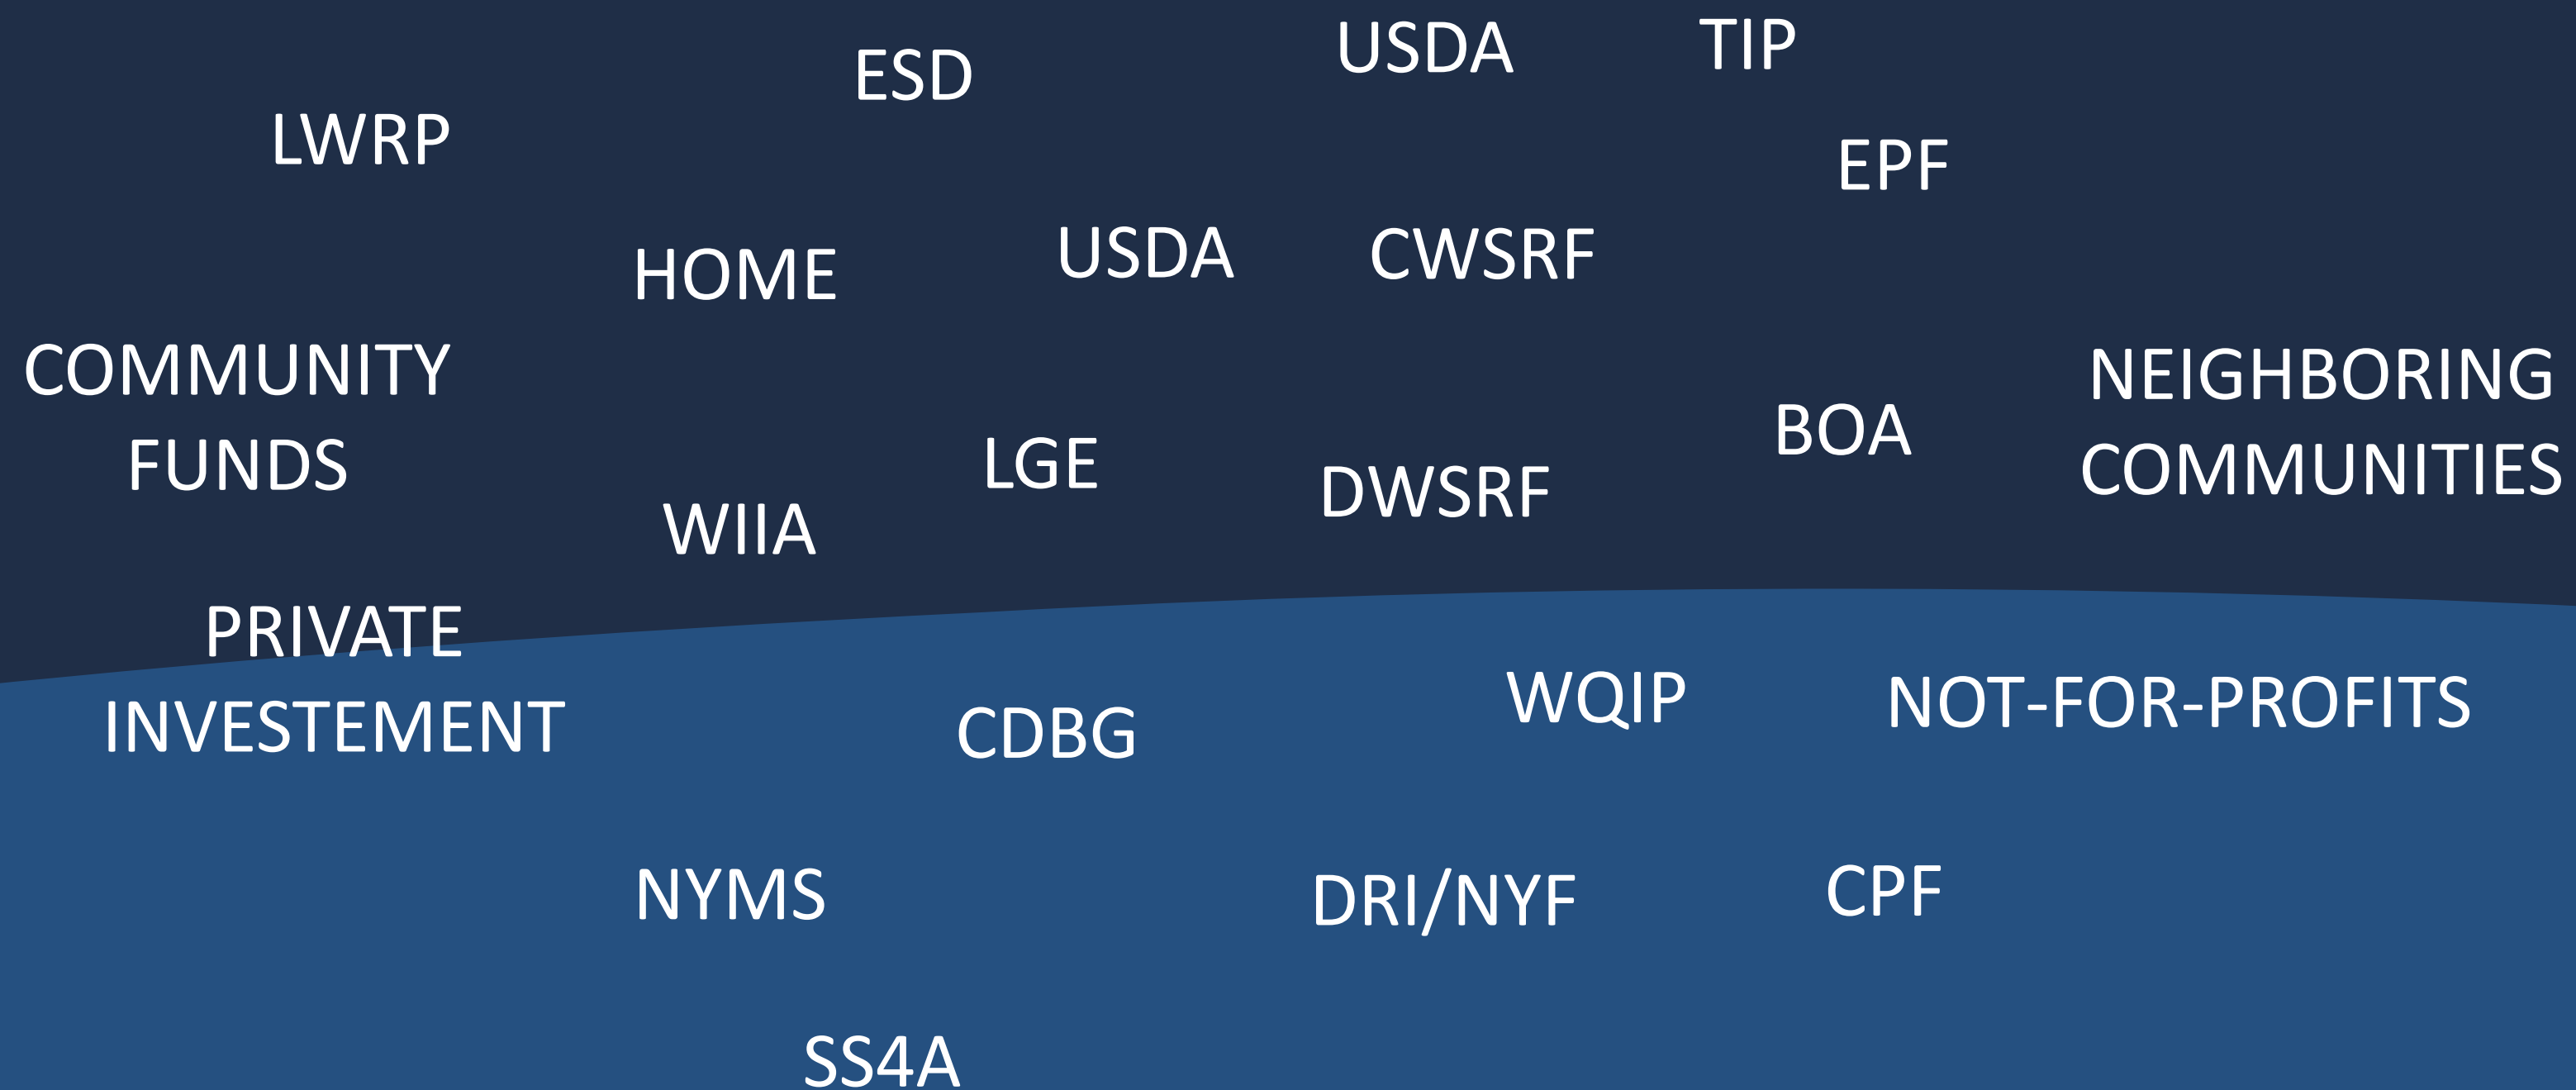 USDA
TIP
ESD
LWRP
EPF
HOME
USDA
CWSRF
COMMUNITY
FUNDS
NEIGHBORING
COMMUNITIES
BOA
LGE
DWSRF
WIIA
PRIVATE
INVESTEMENT
WQIP
NOT-FOR-PROFITS
CDBG
NYMS
DRI/NYF
CPF
SS4A